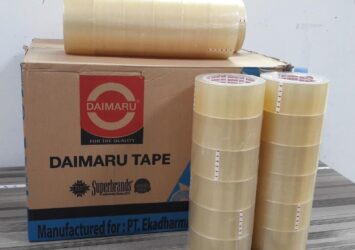 DAIMARU
FOR THE QUALITY
DAIMARU TAPE
Superbrands
Manufactured for : PT. Ekadharma